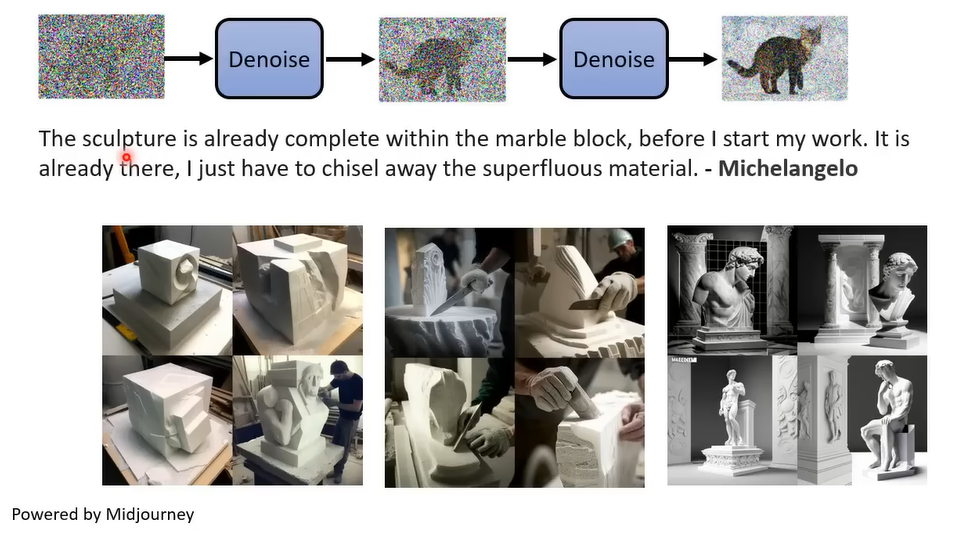 Denoise
Denoise
The sculpture is already complete within the marble block, before I start my work. It is
already there, I just have to chisel away the superfluous material. - Michelangelo
Powered by Midjourney